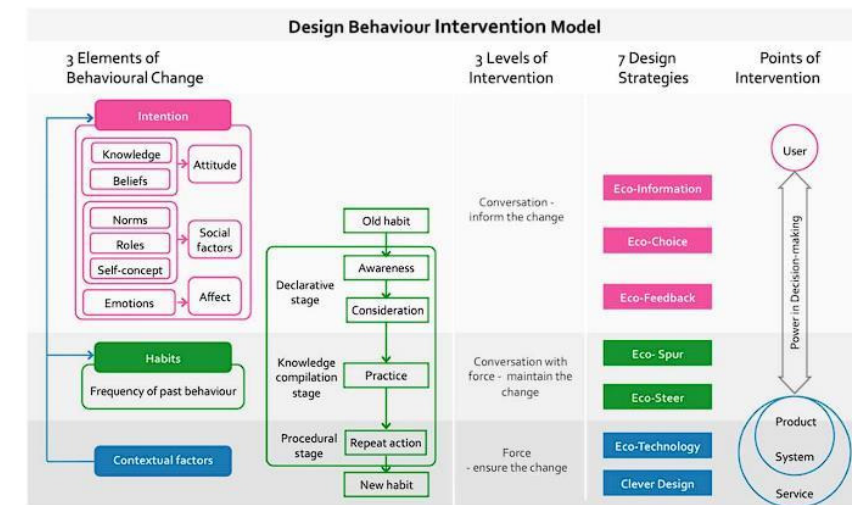 Design Behaviour Intervention Model
3 Elements of
Behavioural Change
3 Levels of
Intervention
7 Design
Strategies
Points of
Intervention
Intention
Knowledge
Beliefs
Attitude
Norms
Roles
Self-concept
Social
factors
Emotions
Affect
Habits
Frequency of past behaviour
Contextual factors
Old habit
Declarative
stage
Awareness
Consideration
Knowledge
compilation
stage
Practice
Procedural
stage
Repeat action
New habit
Conversation -
inform the change
Conversation with
force - maintain the
change
Force
- ensure the change
Eco-Information
Eco-Choice
Eco-Feedback
Eco- Spur
Eco-Steer
Eco-Technology
Clever Design
User
Power in Decision-making
Product
System
Service